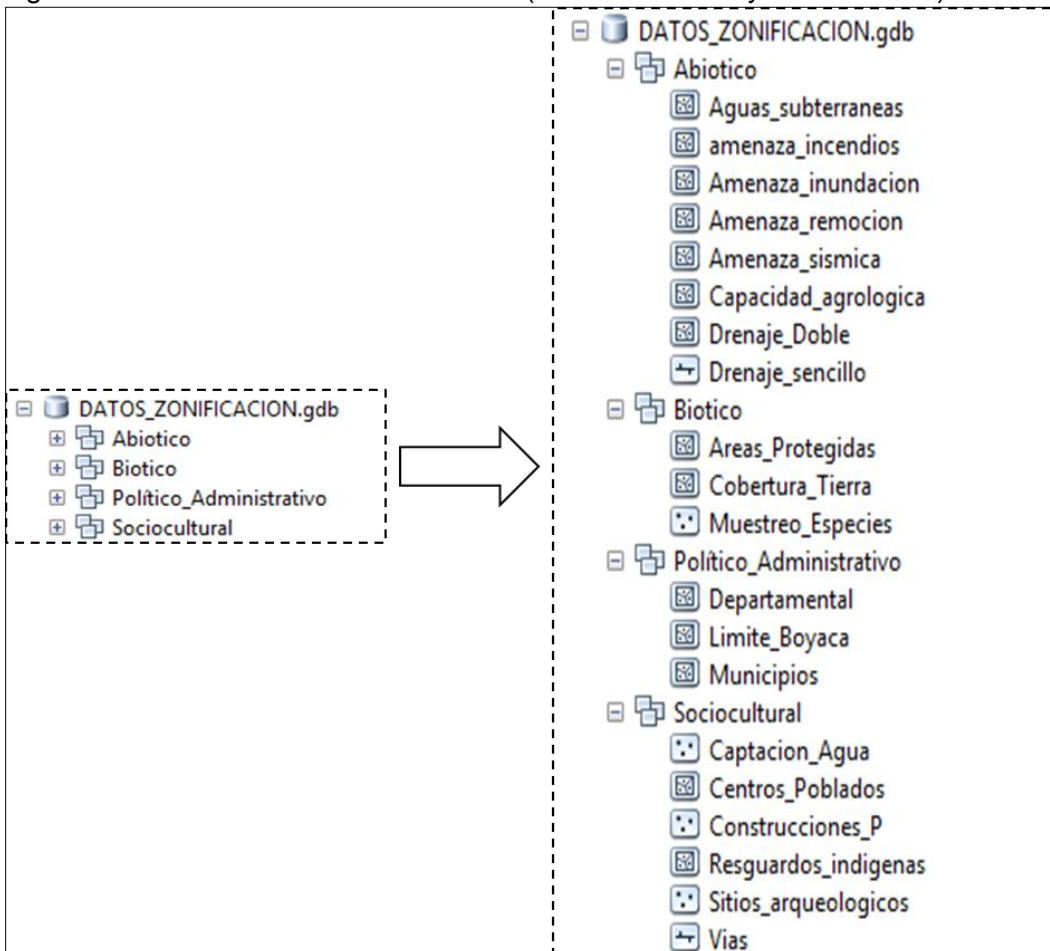 DATOS_ZONIFICACION.gdb
Abiotico
Biotico
Político_Administrativo
Sociocultural
DATOS_ZONIFICACION.gdb
Abiotico
Aguas_subterraneas
amenaza_incendios
Amenaza_inundacion
Amenaza_remocion
Amenaza_sismica
Capacidad_agrologica
Drenaje_Doble
Drenaje_sencillo
Biotico
Areas_Protegidas
Cobertura_Tierra
Muestreo_Especies
Político_Administrativo
Departamental
Limite_Boyaca
Municipios
Sociocultural
Captacion_Agua
Centros_Poblados
Construcciones_P
Resguardos_indigenas
Sitios_arqueologicos
Vias